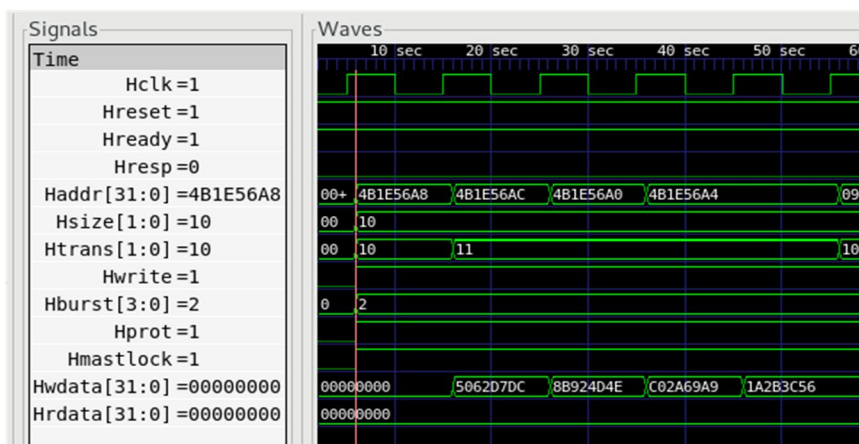 Signals
Waves
Time
10 sec 20 sec 30 sec 40 sec 50 sec 6
Hclk=1
Hreset=1
Hready=1
Hresp=0
Haddr[31:0]=4B1E56A8 00+ 4B1E56A8 4B1E56AC 4B1E56A0 4B1E56A4 09
Hsize[1:0]=10 00 10
Htrans[1:0]=10 00 10 11 10
Hwrite=1
Hburst[3:0]=2 0 2
Hprot=1
Hmastlock=1
Hwdata[31:0]=00000000 00000000 5062D7DC 8B924D4E C02A69A9 1A2B3C56
Hrdata[31:0]=00000000 00000000